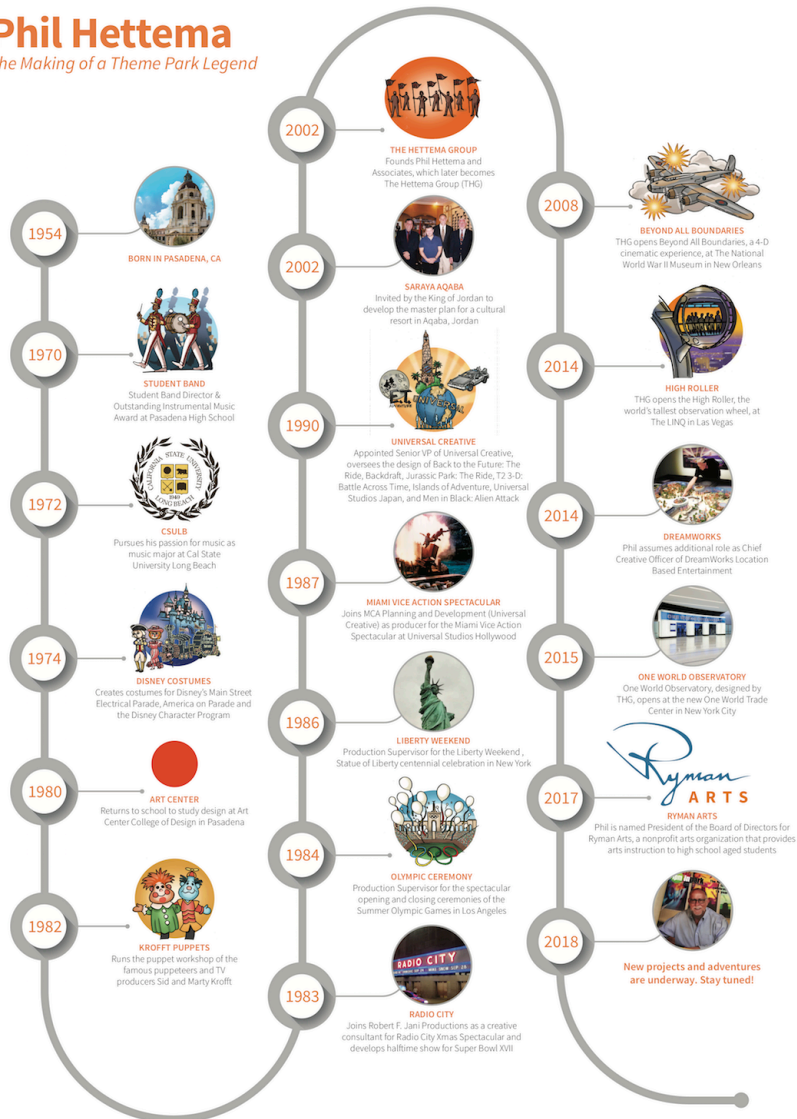 Phil Hettema
he Making of a Theme Park Legend
1954
BORN IN PASADENA, CA
1970
STUDENT BAND
Student Band Director &
Outstanding Instrumental Music
Award at Pasadena High School
CALIFORNIA STATE UNIVERSITY
1949
LONG BEACH
1972
CSULB
Pursues his passion for music as
music major at Cal State
University Long Beach
1974
DISNEY COSTUMES
Creates costumes for Disney's Main Street
Electrical Parade, America on Parade and
the Disney Character Program
1980
ART CENTER
Returns to school to study design at Art
Center College of Design in Pasadena
1982
KROFFT PUPPETS
Runs the puppet workshop of the
famous puppeteers and TV
producers Sid and Marty Krofft
2002
THE HETTEMA GROUP
Founds Phil Hettema and
Associates, which later becomes
The Hettema Group (THG)
2002
SARAYA AQABA
Invited by the King of Jordan to
develop the master plan for a cultural
resort in Aqaba, Jordan
E.T.
UNIVERSAL
1990
UNIVERSAL CREATIVE
Appointed Senior VP of Universal Creative,
oversees the design of Back to the Future: The
Ride, Backdraft, Jurassic Park: The Ride, T2 3-D:
Battle Across Time, Islands of Adventure, Universal
Studios Japan, and Men in Black: Alien Attack
1987
MIAMI VICE ACTION SPECTACULAR
Joins MCA Planning and Development (Universal
Creative) as producer for the Miami Vice Action
Spectacular at Universal Studios Hollywood
1986
LIBERTY WEEKEND
Production Supervisor for the Liberty Weekend ,
Statue of Liberty centennial celebration in New York
1984
OLYMPIC CEREMONY
Production Supervisor for the spectacular
opening and closing ceremonies of the
Summer Olympic Games in Los Angeles
RADIO CITY
1983
RADIO CITY
Joins Robert F. Jani Productions as a creative
consultant for Radio City Xmas Spectacular and
develops halftime show for Super Bowl XVII
2008
BEYOND ALL BOUNDARIES
THG opens Beyond All Boundaries, a 4-D
cinematic experience, at The National
World War II Museum in New Orleans
2014
HIGH ROLLER
THG opens the High Roller, the
world's tallest observation wheel, at
The LINQ in Las Vegas
2014
DREAMWORKS
Phil assumes additional role as Chief
Creative Officer of DreamWorks Location
Based Entertainment
2015
ONE WORLD OBSERVATORY
One World Observatory, designed by
THG, opens at the new One World Trade
Center in New York City
Ryman
ARTS
2017
RYMAN ARTS
Phil is named President of the Board of Directors for
Ryman Arts, a nonprofit arts organization that provides
arts instruction to high school aged students
2018
New projects and adventures
are underway. Stay tuned!